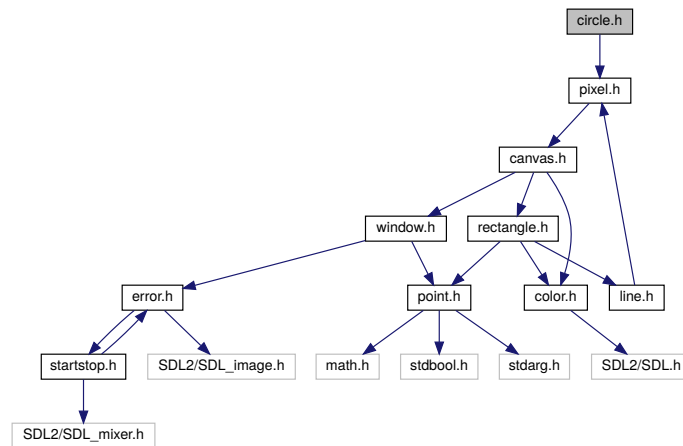 circle.h
pixel.h
canvas.h
window.h
rectangle.h
error.h
point.h
color.h
line.h
startstop.h
SDL2/SDL_image.h
math.h
stdbool.h
stdarg.h
SDL2/SDL.h
SDL2/SDL_mixer.h